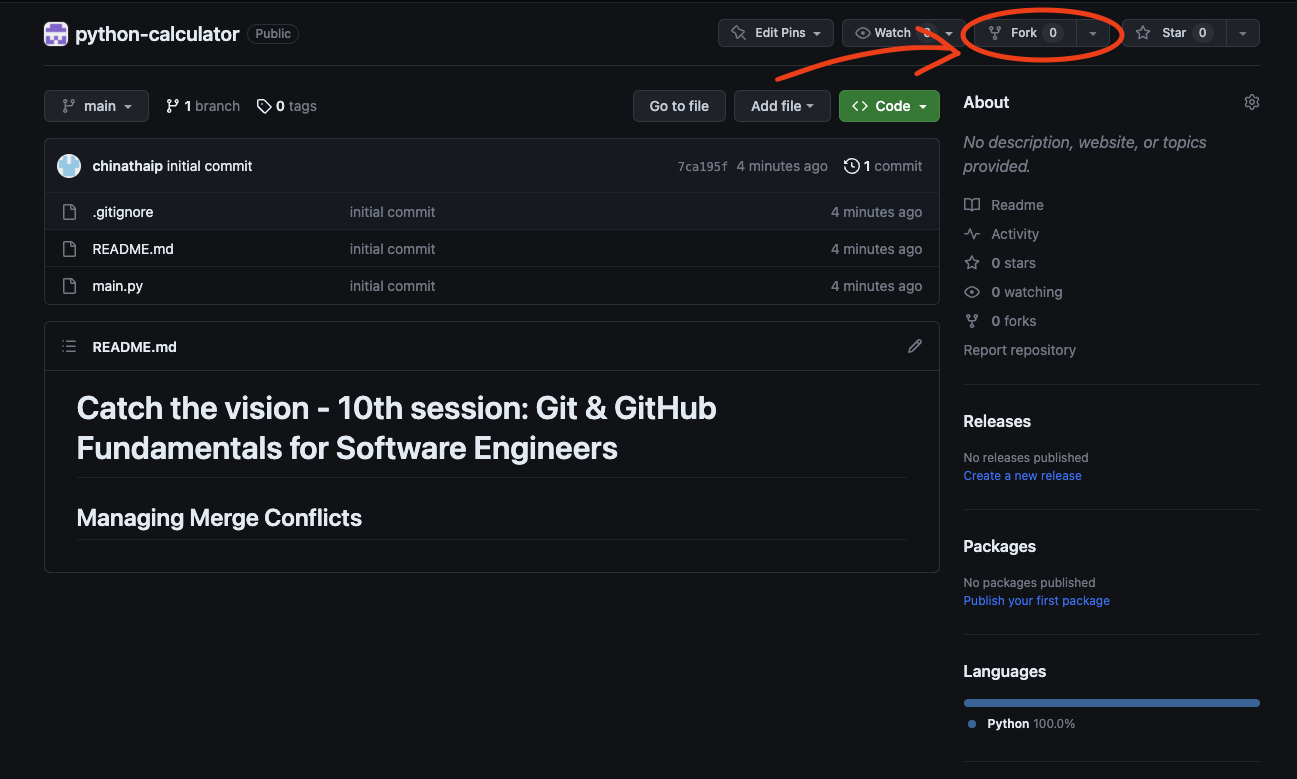 python-calculator Public Edit Pins Watch Fork 0 Star 0
main 1 branch 0 tags Go to file Add file <> Code
chinathaip initial commit 7ca195f 4 minutes ago 1 commit
.gitignore initial commit 4 minutes ago
README.md initial commit 4 minutes ago
main.py initial commit 4 minutes ago
README.md
Catch the vision - 10th session: Git & GitHub
Fundamentals for Software Engineers
Managing Merge Conflicts
About
No description, website, or topics
provided.
Readme
Activity
0 stars
0 watching
0 forks
Report repository
Releases
No releases published
Create a new release
Packages
No packages published
Publish your first package
Languages
Python 100.0%